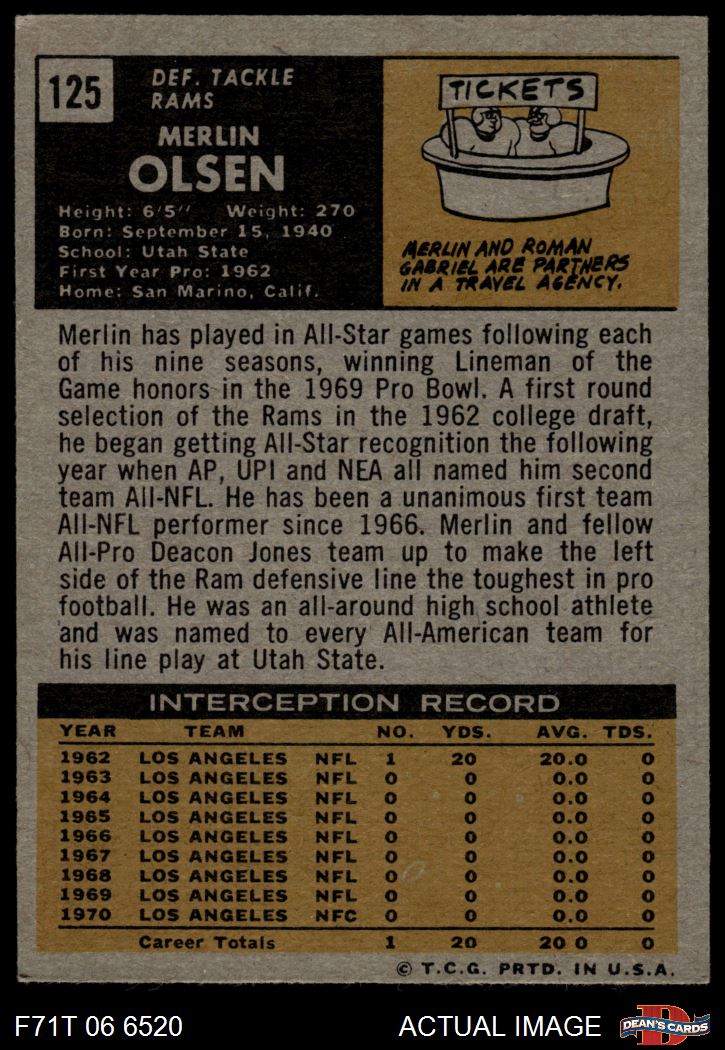 125
DEF. TACKLE
RAMS
MERLIN
OLSEN
Height: 6'5" Weight: 270
Born: September 15, 1940
School: Utah State
First Year Pro: 1962
Home: San Marino, Calif.
TICKETS
MERLIN AND ROMAN
GABRIEL ARE PARTNERS
IN A TRAVEL AGENCY.
Merlin has played in All-Star games following each
of his nine seasons, winning Lineman of the
Game honors in the 1969 Pro Bowl. A first round
selection of the Rams in the 1962 college draft,
he began getting All-Star recognition the following
year when AP, UPI and NEA all named him second
team All-NFL. He has been a unanimous first team
All-NFL performer since 1966. Merlin and fellow
All-Pro Deacon Jones team up to make the left
side of the Ram defensive line the toughest in pro
football. He was an all-around high school athlete
and was named to every All-American team for
his line play at Utah State.
INTERCEPTION RECORD
YEAR TEAM NO. YDS. AVG. TDS.
1962 LOS ANGELES NFL 1 20 20.0 0
1963 LOS ANGELES NFL 0 0 0.0 0
1964 LOS ANGELES NFL 0 0 0.0 0
1965 LOS ANGELES NFL 0 0 0.0 0
1966 LOS ANGELES NFL 0 0 0.0 0
1967 LOS ANGELES NFL 0 0 0.0 0
1968 LOS ANGELES NFL 0 0 0.0 0
1969 LOS ANGELES NFL 0 0 0.0 0
1970 LOS ANGELES NFC 0 0 0.0 0
Career Totals 1 20 20 0 0
© T.C.G. PRTD. IN U.S.A.
F71T 06 6520 ACTUAL IMAGE D DEAN'S CARDS